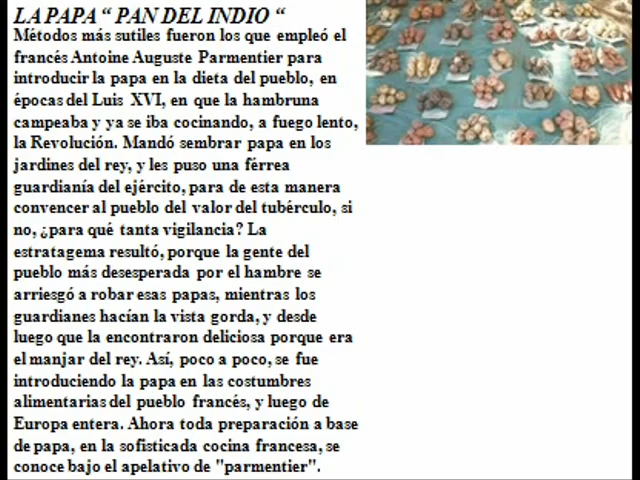 LA PAPA “ PAN DEL INDIO “
Métodos más sutiles fueron los que empleó el
francés Antoine Auguste Parmentier para
introducir la papa en la dieta del pueblo, en
épocas del Luis XVI, en que la hambruna
campeaba y ya se iba cocinando, a fuego lento,
la Revolución. Mandó sembrar papa en los
jardines del rey, y les puso una férrea
guardianía del ejército, para de esta manera
convencer al pueblo del valor del tubérculo, si
no, ¿para qué tanta vigilancia? La
estratagema resultó, porque la gente del
pueblo más desesperada por el hambre se
arriesgó a robar esas papas, mientras los
guardianes hacían la vista gorda, y desde
luego que la encontraron deliciosa porque era
el manjar del rey. Así, poco a poco, se fue
introduciendo la papa en las costumbres
alimentarias del pueblo francés, y luego de
Europa entera. Ahora toda preparación a base
de papa, en la sofisticada cocina francesa, se
conoce bajo el apelativo de "parmentier".